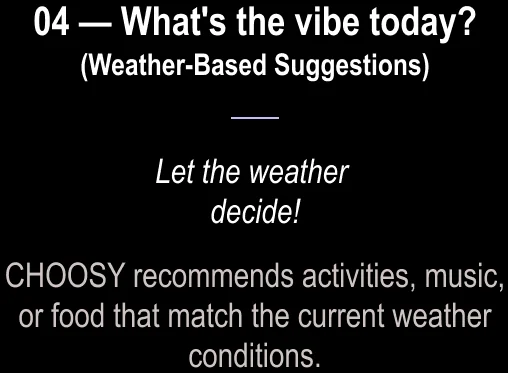 04 — What's the vibe today?
(Weather-Based Suggestions)
Let the weather
decide!
CHOOSY recommends activities, music,
or food that match the current weather
conditions.